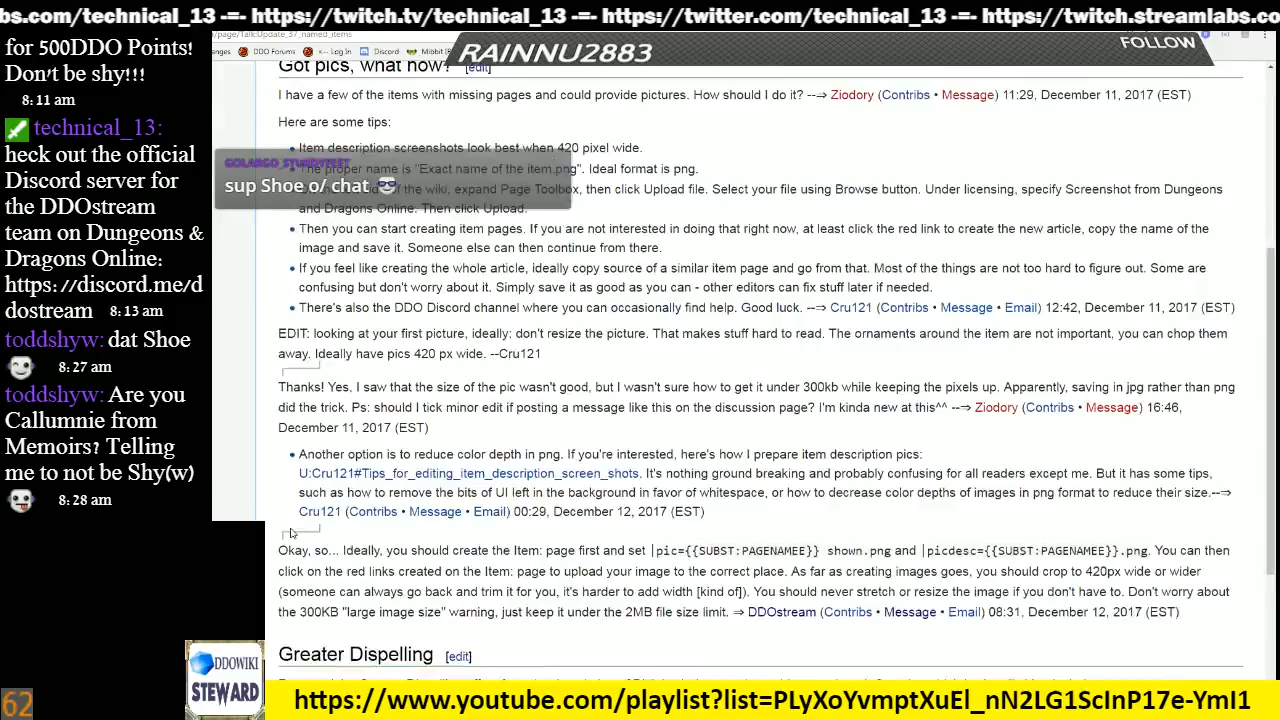 bs.com/technical_13 -=- https://twitch.tv/technical_13 -=- https://twitter.com/technical_13 -=- https://twitch.streamlabs.co
for 500DDO Points!
Don't be shy!!!
8:11 am
technical_13:
heck out the official
Discord server for
the DDOstream
team on Dungeons &
Dragons Online:
https://discord.me/d
dostream 8:13 am
toddshyw: dat Shoe
8:27 am
toddshyw: Are you
Callumnie from
Memoirs? Telling
me to not be Shy(w)
8:28 am
62
/page/Talk:Update_37_named_items
DDO Forums
<- Log In
Discord
RAINNU2883
FOLLOW
Got pics, what now? [edit]
I have a few of the items with missing pages and could provide pictures. How should I do it? --⇒ Ziodory (Contribs • Message) 11:29, December 11, 2017 (EST)
Here are some tips:
• Item description screenshots look best when 420 pixel wide.
GOLARGO_STURDYFEET
sup Shoe o/ chat
• The proper name is "Exact name of the item.png". Ideal format is png.
of the wiki, expand Page Toolbox, then click Upload file. Select your file using Browse button. Under licensing, specify Screenshot from Dungeons
and Dragons Online. Then click Upload.
• Then you can start creating item pages. If you are not interested in doing that right now, at least click the red link to create the new article, copy the name of the
image and save it. Someone else can then continue from there.
• If you feel like creating the whole article, ideally copy source of a similar item page and go from that. Most of the things are not too hard to figure out. Some are
confusing but don't worry about it. Simply save it as good as you can - other editors can fix stuff later if needed.
• There's also the DDO Discord channel where you can occasionally find help. Good luck. --⇒ Cru121 (Contribs • Message • Email) 12:42, December 11, 2017 (EST)
EDIT: looking at your first picture, ideally: don't resize the picture. That makes stuff hard to read. The ornaments around the item are not important, you can chop them
away. Ideally have pics 420 px wide. --Cru121
Thanks! Yes, I saw that the size of the pic wasn't good, but I wasn't sure how to get it under 300kb while keeping the pixels up. Apparently, saving in jpg rather than png
did the trick. Ps: should I tick minor edit if posting a message like this on the discussion page? I'm kinda new at this^^ --⇒ Ziodory (Contribs • Message) 16:46,
December 11, 2017 (EST)
• Another option is to reduce color depth in png. If you're interested, here's how I prepare item description pics:
U:Cru121#Tips_for_editing_item_description_screen_shots. It's nothing ground breaking and probably confusing for all readers except me. But it has some tips,
such as how to remove the bits of UI left in the background in favor of whitespace, or how to decrease color depths of images in png format to reduce their size.--⇒
Cru121 (Contribs • Message • Email) 00:29, December 12, 2017 (EST)
Okay, so... Ideally, you should create the Item: page first and set |pic={{SUBST:PAGENAMEE}} shown.png and |picdesc={{SUBST:PAGENAMEE}}.png. You can then
click on the red links created on the Item: page to upload your image to the correct place. As far as creating images goes, you should crop to 420px wide or wider
(someone can always go back and trim it for you, it's harder to add width [kind of]). You should never stretch or resize the image if you don't have to. Don't worry about
the 300KB "large image size" warning, just keep it under the 2MB file size limit. ⇒ DDOstream (Contribs • Message • Email) 08:31, December 12, 2017 (EST)
Greater Dispelling [edit]
DDOWIKI
STEWARD
https://www.youtube.com/playlist?list=PLyXoYvmptXuEl_nN2LG1ScInP17e-YmI1